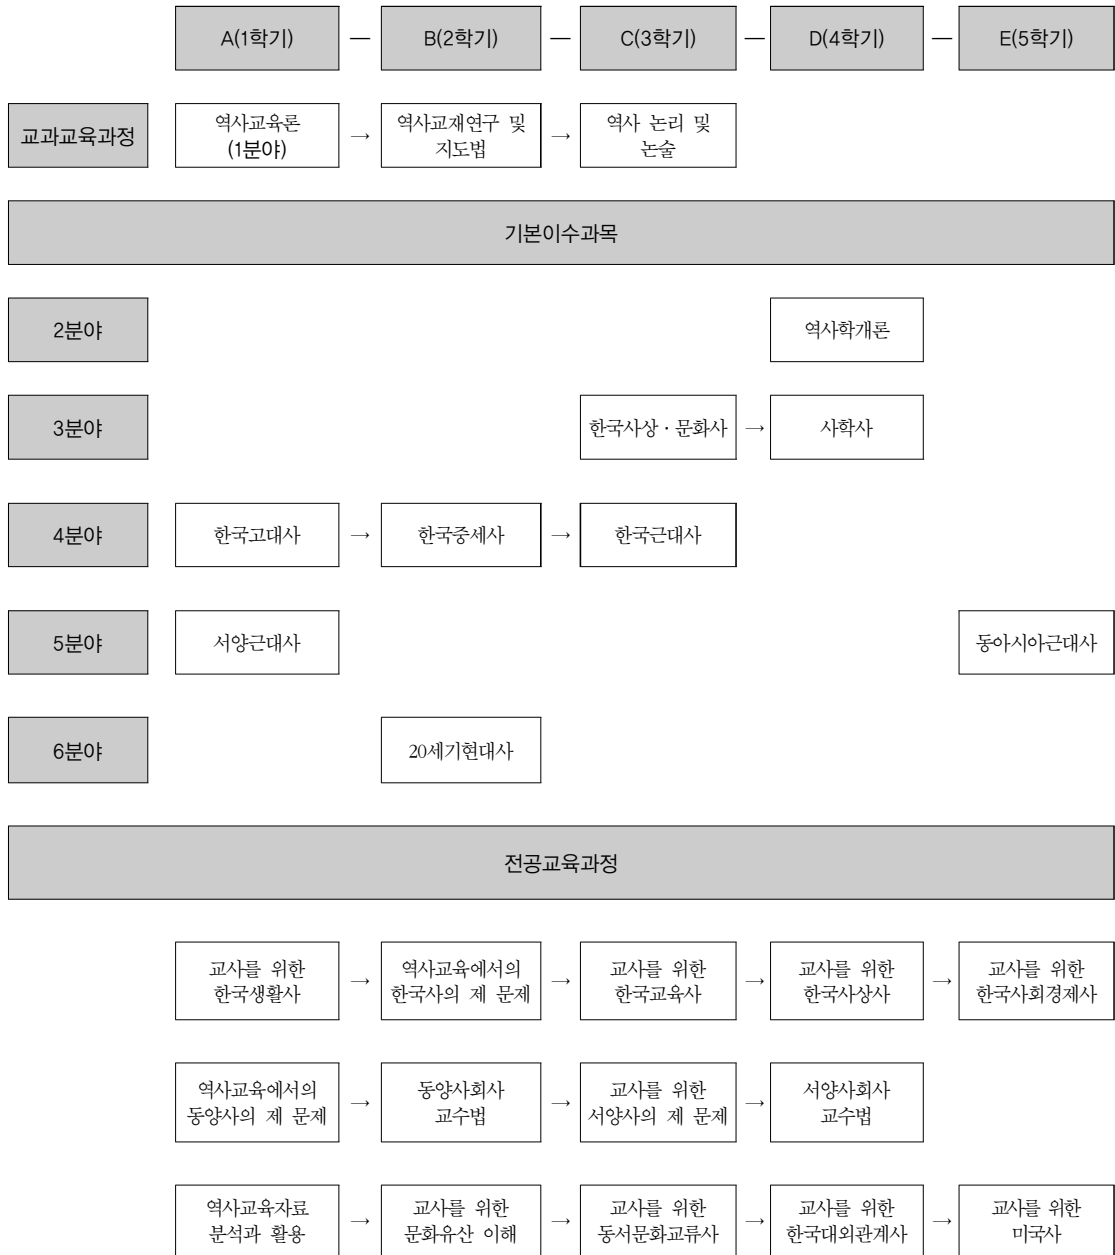 A(1학기) — B(2학기) — C(3학기) — D(4학기) — E(5학기)
교과교육과정
역사교육론
(1분야)
→
역사교재연구 및
지도법
→
역사 논리 및
논술
기본이수과목
2분야
역사학개론
3분야
한국사상 · 문화사 → 사학사
4분야
한국고대사 → 한국중세사 → 한국근대사
5분야
서양근대사
동아시아근대사
6분야
20세기현대사
전공교육과정
교사를 위한
한국생활사
→
역사교육에서의
한국사의 제 문제
→
교사를 위한
한국교육사
→
교사를 위한
한국사상사
→
교사를 위한
한국사회경제사
역사교육에서의
동양사의 제 문제
→
동양사회사
교수법
→
교사를 위한
서양사의 제 문제
→
서양사회사
교수법
역사교육자료
분석과 활용
→
교사를 위한
문화유산 이해
→
교사를 위한
동서문화교류사
→
교사를 위한
한국대외관계사
→
교사를 위한
미국사